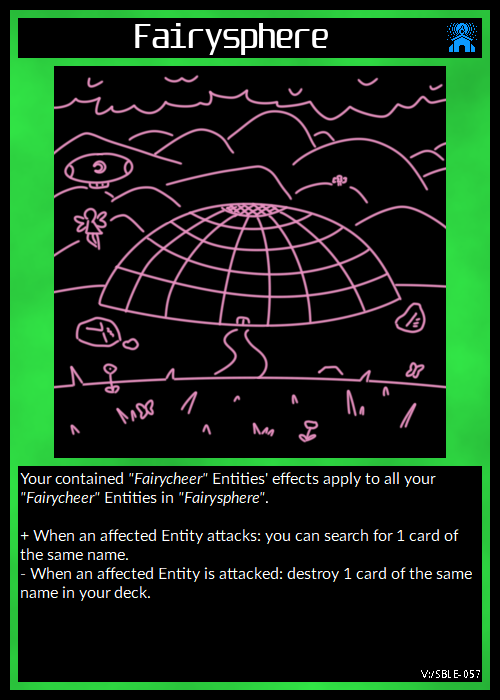 Fairysphere
Your contained "Fairycheer" Entities' effects apply to all your
"Fairycheer" Entities in "Fairysphere".
+ When an affected Entity attacks: you can search for 1 card of
the same name.
- When an affected Entity is attacked: destroy 1 card of the same
name in your deck.
V:/SBLE-057